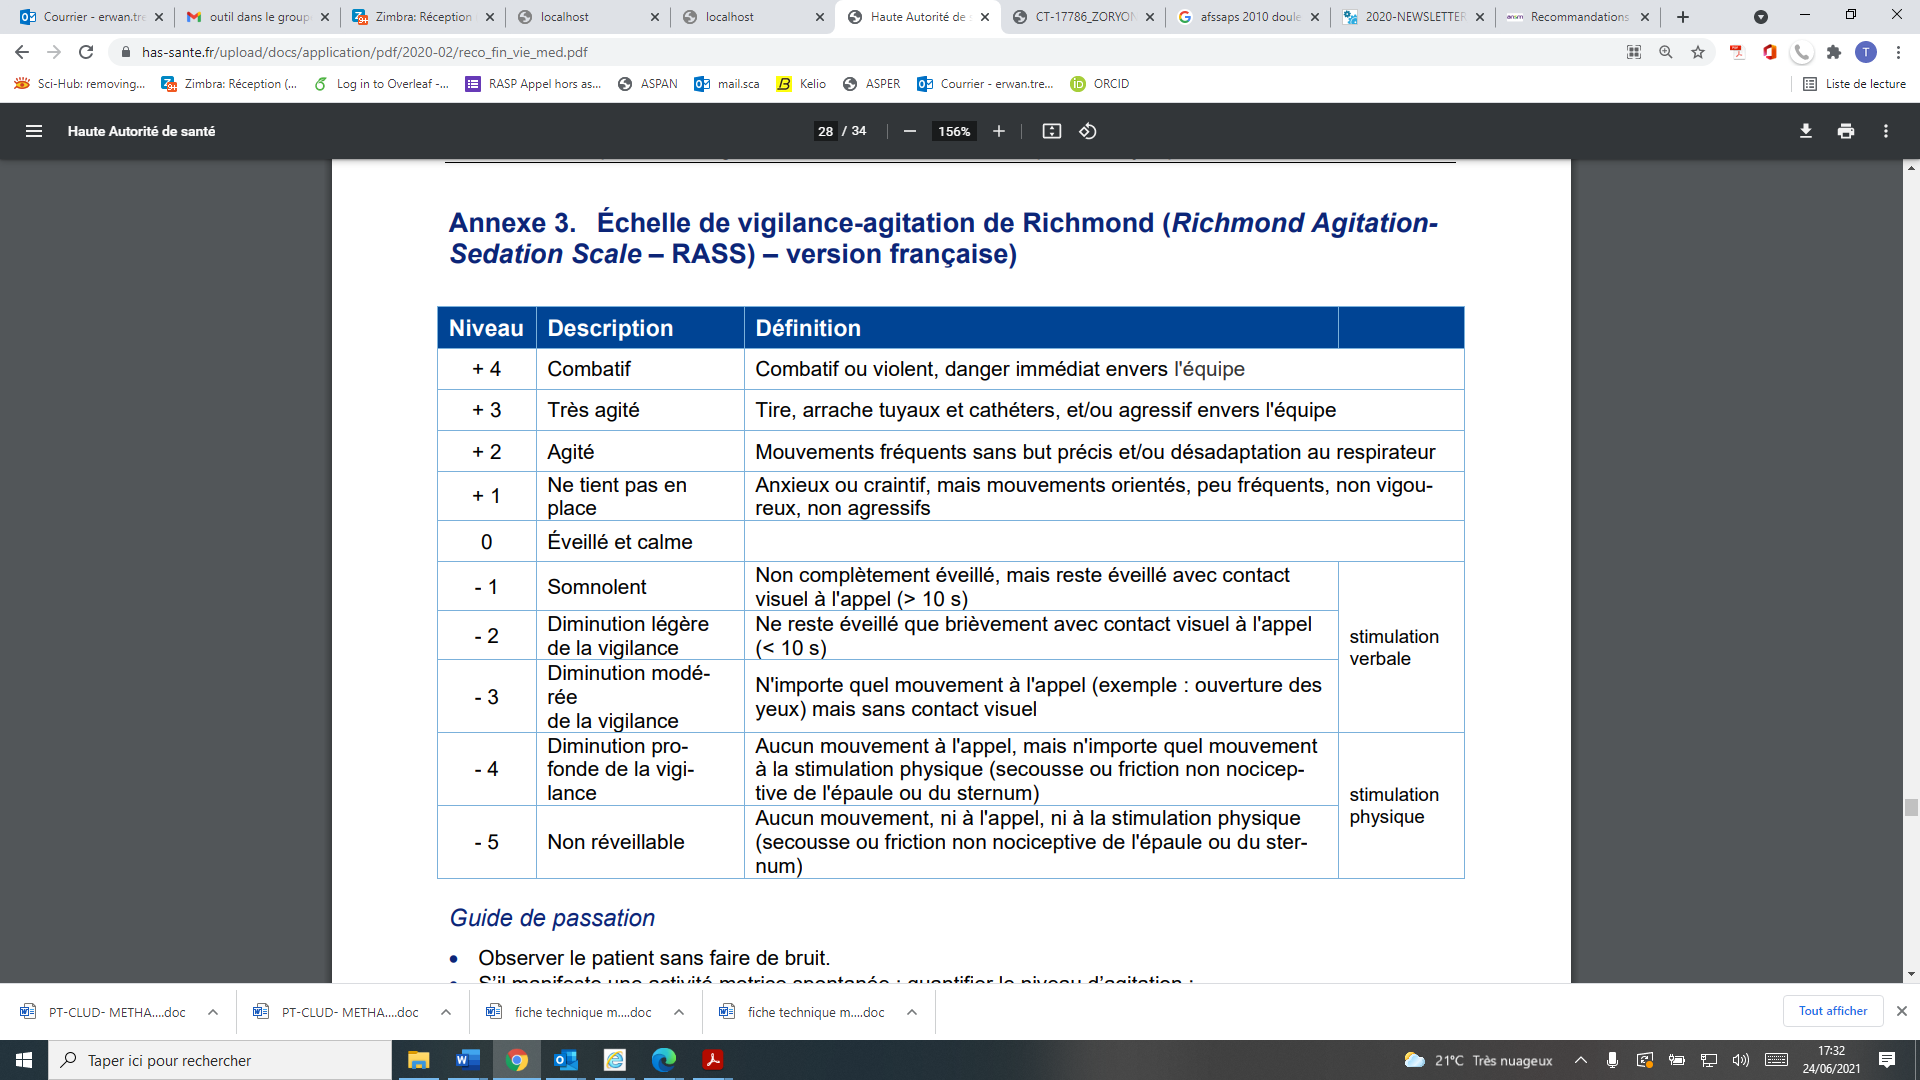 Courrier - erwan.tre
outil dans le group
Zimbra: Réception
localhost
localhost
Haute Autorité de
CT-17786_ZORYON
afssaps 2010 doule
2020-NEWSLETTER
Recommandations
has-sante.fr/upload/docs/application/pdf/2020-02/reco_fin_vie_med.pdf
T
Sci-Hub: removing...
Zimbra: Réception (...
Log in to Overleaf -...
RASP Appel hors as...
ASPAN
mail.sca
Kelio
ASPER
Courrier - erwan.tre...
ORCID
Liste de lecture
Haute Autorité de santé
28 / 34
156%
Annexe 3. Échelle de vigilance-agitation de Richmond (Richmond Agitation-
Sedation Scale – RASS) – version française)
Niveau Description Définition
+ 4 Combatif Combatif ou violent, danger immédiat envers l'équipe
+ 3 Très agité Tire, arrache tuyaux et cathéters, et/ou agressif envers l'équipe
+ 2 Agité Mouvements fréquents sans but précis et/ou désadaptation au respirateur
+ 1
Ne tient pas en
place
Anxieux ou craintif, mais mouvements orientés, peu fréquents, non vigou-
reux, non agressifs
0 Éveillé et calme
- 1 Somnolent
Non complètement éveillé, mais reste éveillé avec contact
visuel à l'appel (> 10 s)
- 2
Diminution légère
de la vigilance
Ne reste éveillé que brièvement avec contact visuel à l'appel
(< 10 s)
- 3
Diminution modé-
rée
de la vigilance
N'importe quel mouvement à l'appel (exemple : ouverture des
yeux) mais sans contact visuel
stimulation
verbale
- 4
Diminution pro-
fonde de la vigi-
lance
Aucun mouvement à l'appel, mais n'importe quel mouvement
à la stimulation physique (secousse ou friction non nocicep-
tive de l'épaule ou du sternum)
- 5 Non réveillable
Aucun mouvement, ni à l'appel, ni à la stimulation physique
(secousse ou friction non nociceptive de l'épaule ou du ster-
num)
stimulation
physique
Guide de passation
• Observer le patient sans faire de bruit.
• S'il manifeste une activité motrice spontanée : quantifier le niveau d'agitation :
PT-CLUD- METHA....doc
PT-CLUD- METHA....doc
fiche technique m....doc
fiche technique m....doc
Tout afficher
Taper ici pour rechercher
21°C Très nuageux
17:32
24/06/2021